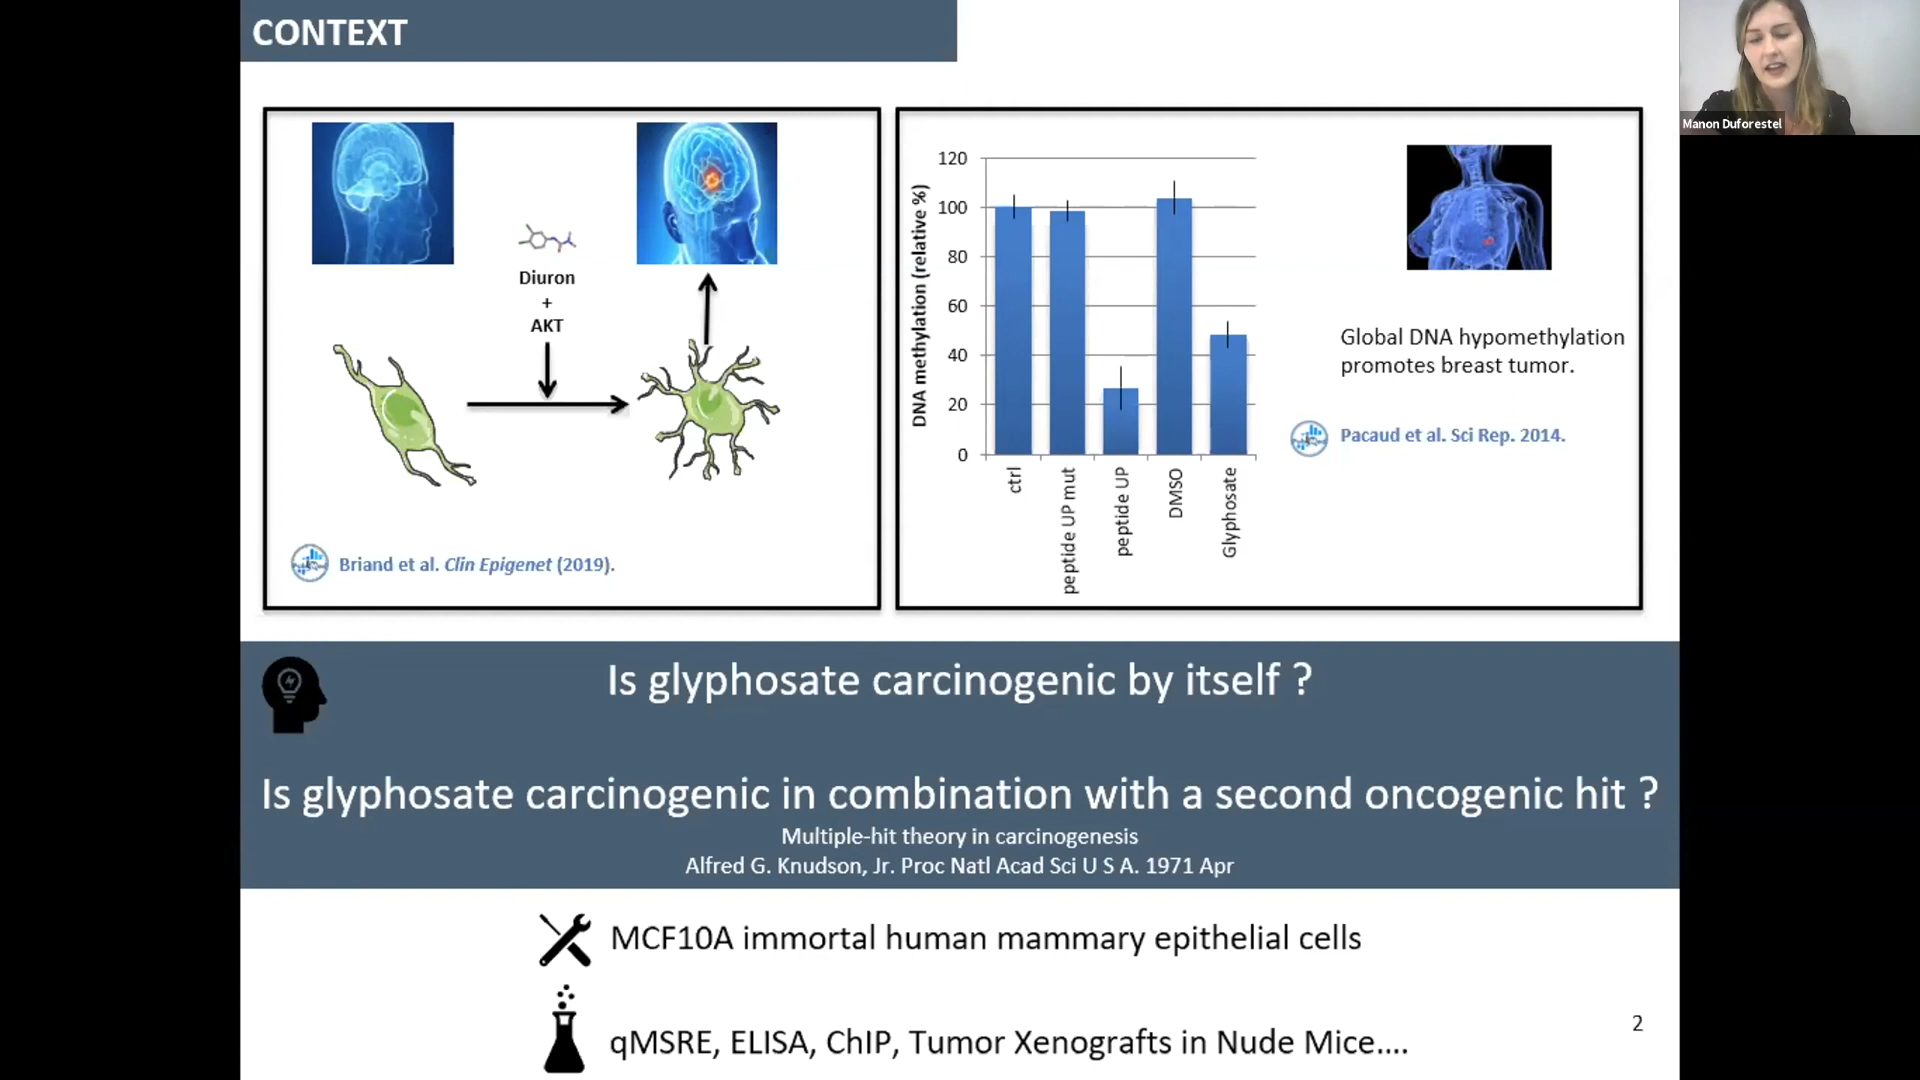 CONTEXT
Manon Duforestel
Diuron
+
AKT
Briand et al. Clin Epigenet (2019).
DNA methylation (relative %)
120
100
80
60
40
20
0
ctrl
peptide UP mut
peptide UP
DMSO
Glyphosate
Global DNA hypomethylation
promotes breast tumor.
Pacaud et al. Sci Rep. 2014.
Is glyphosate carcinogenic by itself ?
Is glyphosate carcinogenic in combination with a second oncogenic hit ?
Multiple-hit theory in carcinogenesis
Alfred G. Knudson, Jr. Proc Natl Acad Sci U S A. 1971 Apr
MCF10A immortal human mammary epithelial cells
qMSRE, ELISA, ChIP, Tumor Xenografts in Nude Mice....
2